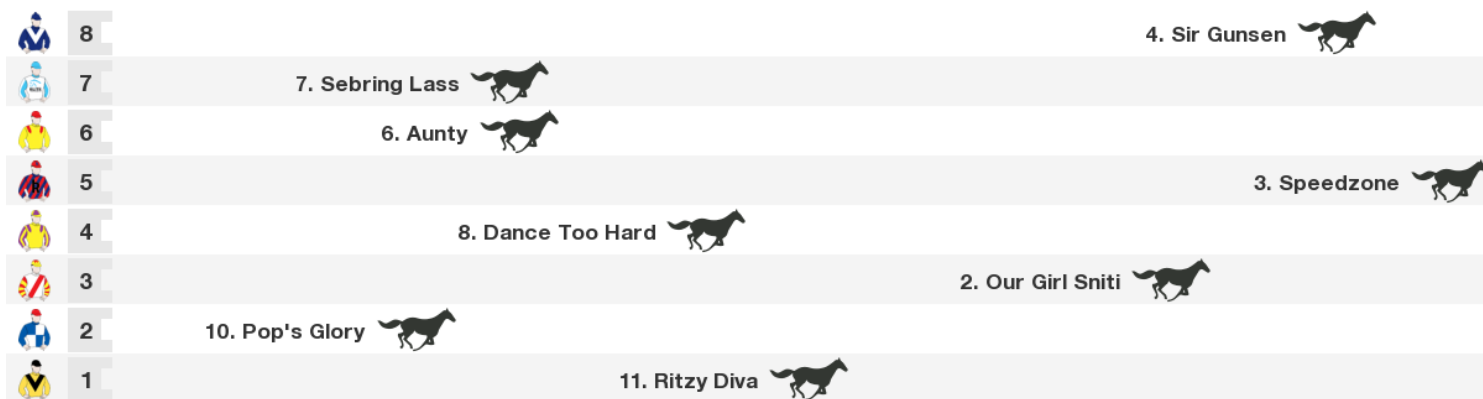 8 4. Sir Gunsen
7 7. Sebring Lass
6 6. Aunty
5 3. Speedzone
4 8. Dance Too Hard
3 2. Our Girl Sniti
2 10. Pop's Glory
1 11. Ritzy Diva